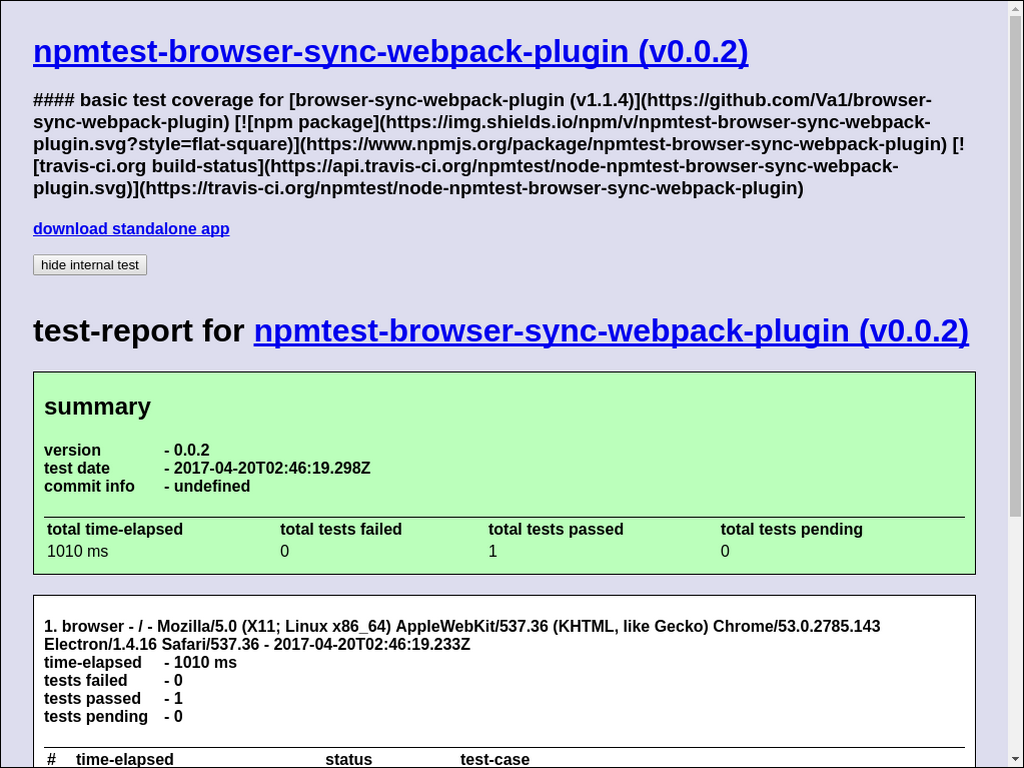 npmtest-browser-sync-webpack-plugin (v0.0.2)
#### basic test coverage for [browser-sync-webpack-plugin (v1.1.4)](https://github.com/Va1/browser-
sync-webpack-plugin) [![npm package](https://img.shields.io/npm/v/npmtest-browser-sync-webpack-
plugin.svg?style=flat-square)](https://www.npmjs.org/package/npmtest-browser-sync-webpack-plugin) [!
[travis-ci.org build-status](https://api.travis-ci.org/npmtest/node-npmtest-browser-sync-webpack-
plugin.svg)](https://travis-ci.org/npmtest/node-npmtest-browser-sync-webpack-plugin)
download standalone app
hide internal test
test-report for npmtest-browser-sync-webpack-plugin (v0.0.2)
summary
version - 0.0.2
test date - 2017-04-20T02:46:19.298Z
commit info - undefined
total time-elapsed total tests failed total tests passed total tests pending
1010 ms 0 1 0
1. browser - / - Mozilla/5.0 (X11; Linux x86_64) AppleWebKit/537.36 (KHTML, like Gecko) Chrome/53.0.2785.143
Electron/1.4.16 Safari/537.36 - 2017-04-20T02:46:19.233Z
time-elapsed - 1010 ms
tests failed - 0
tests passed - 1
tests pending - 0
# time-elapsed status test-case